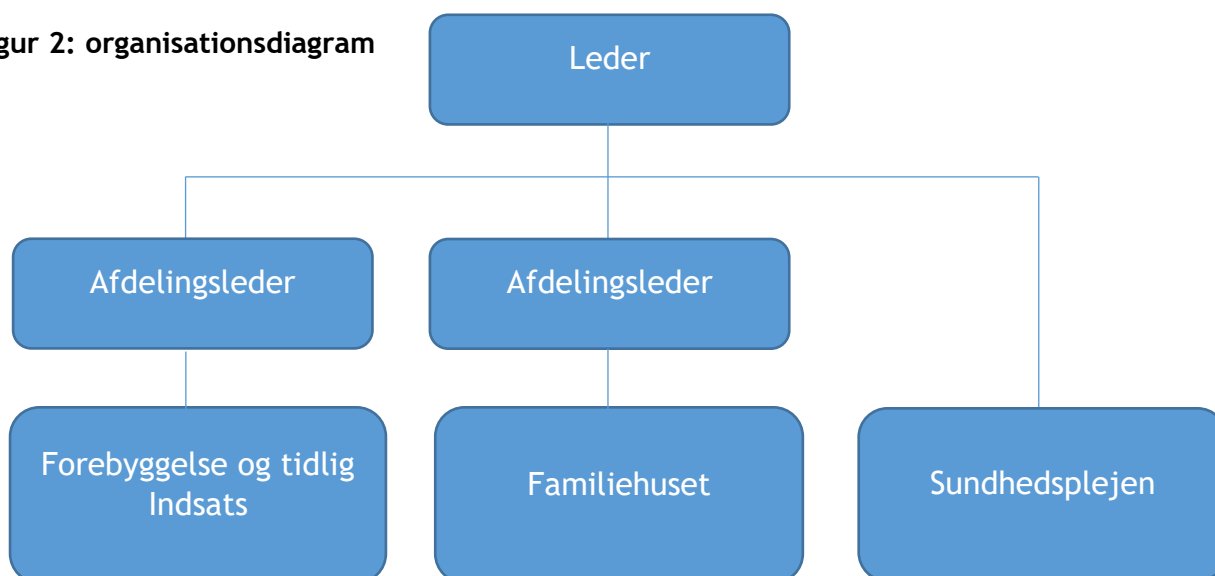 gur 2: organisationsdiagram
Leder
Afdelingsleder
Afdelingsleder
Forebyggelse og tidlig
Indsats
Familiehuset
Sundhedsplejen